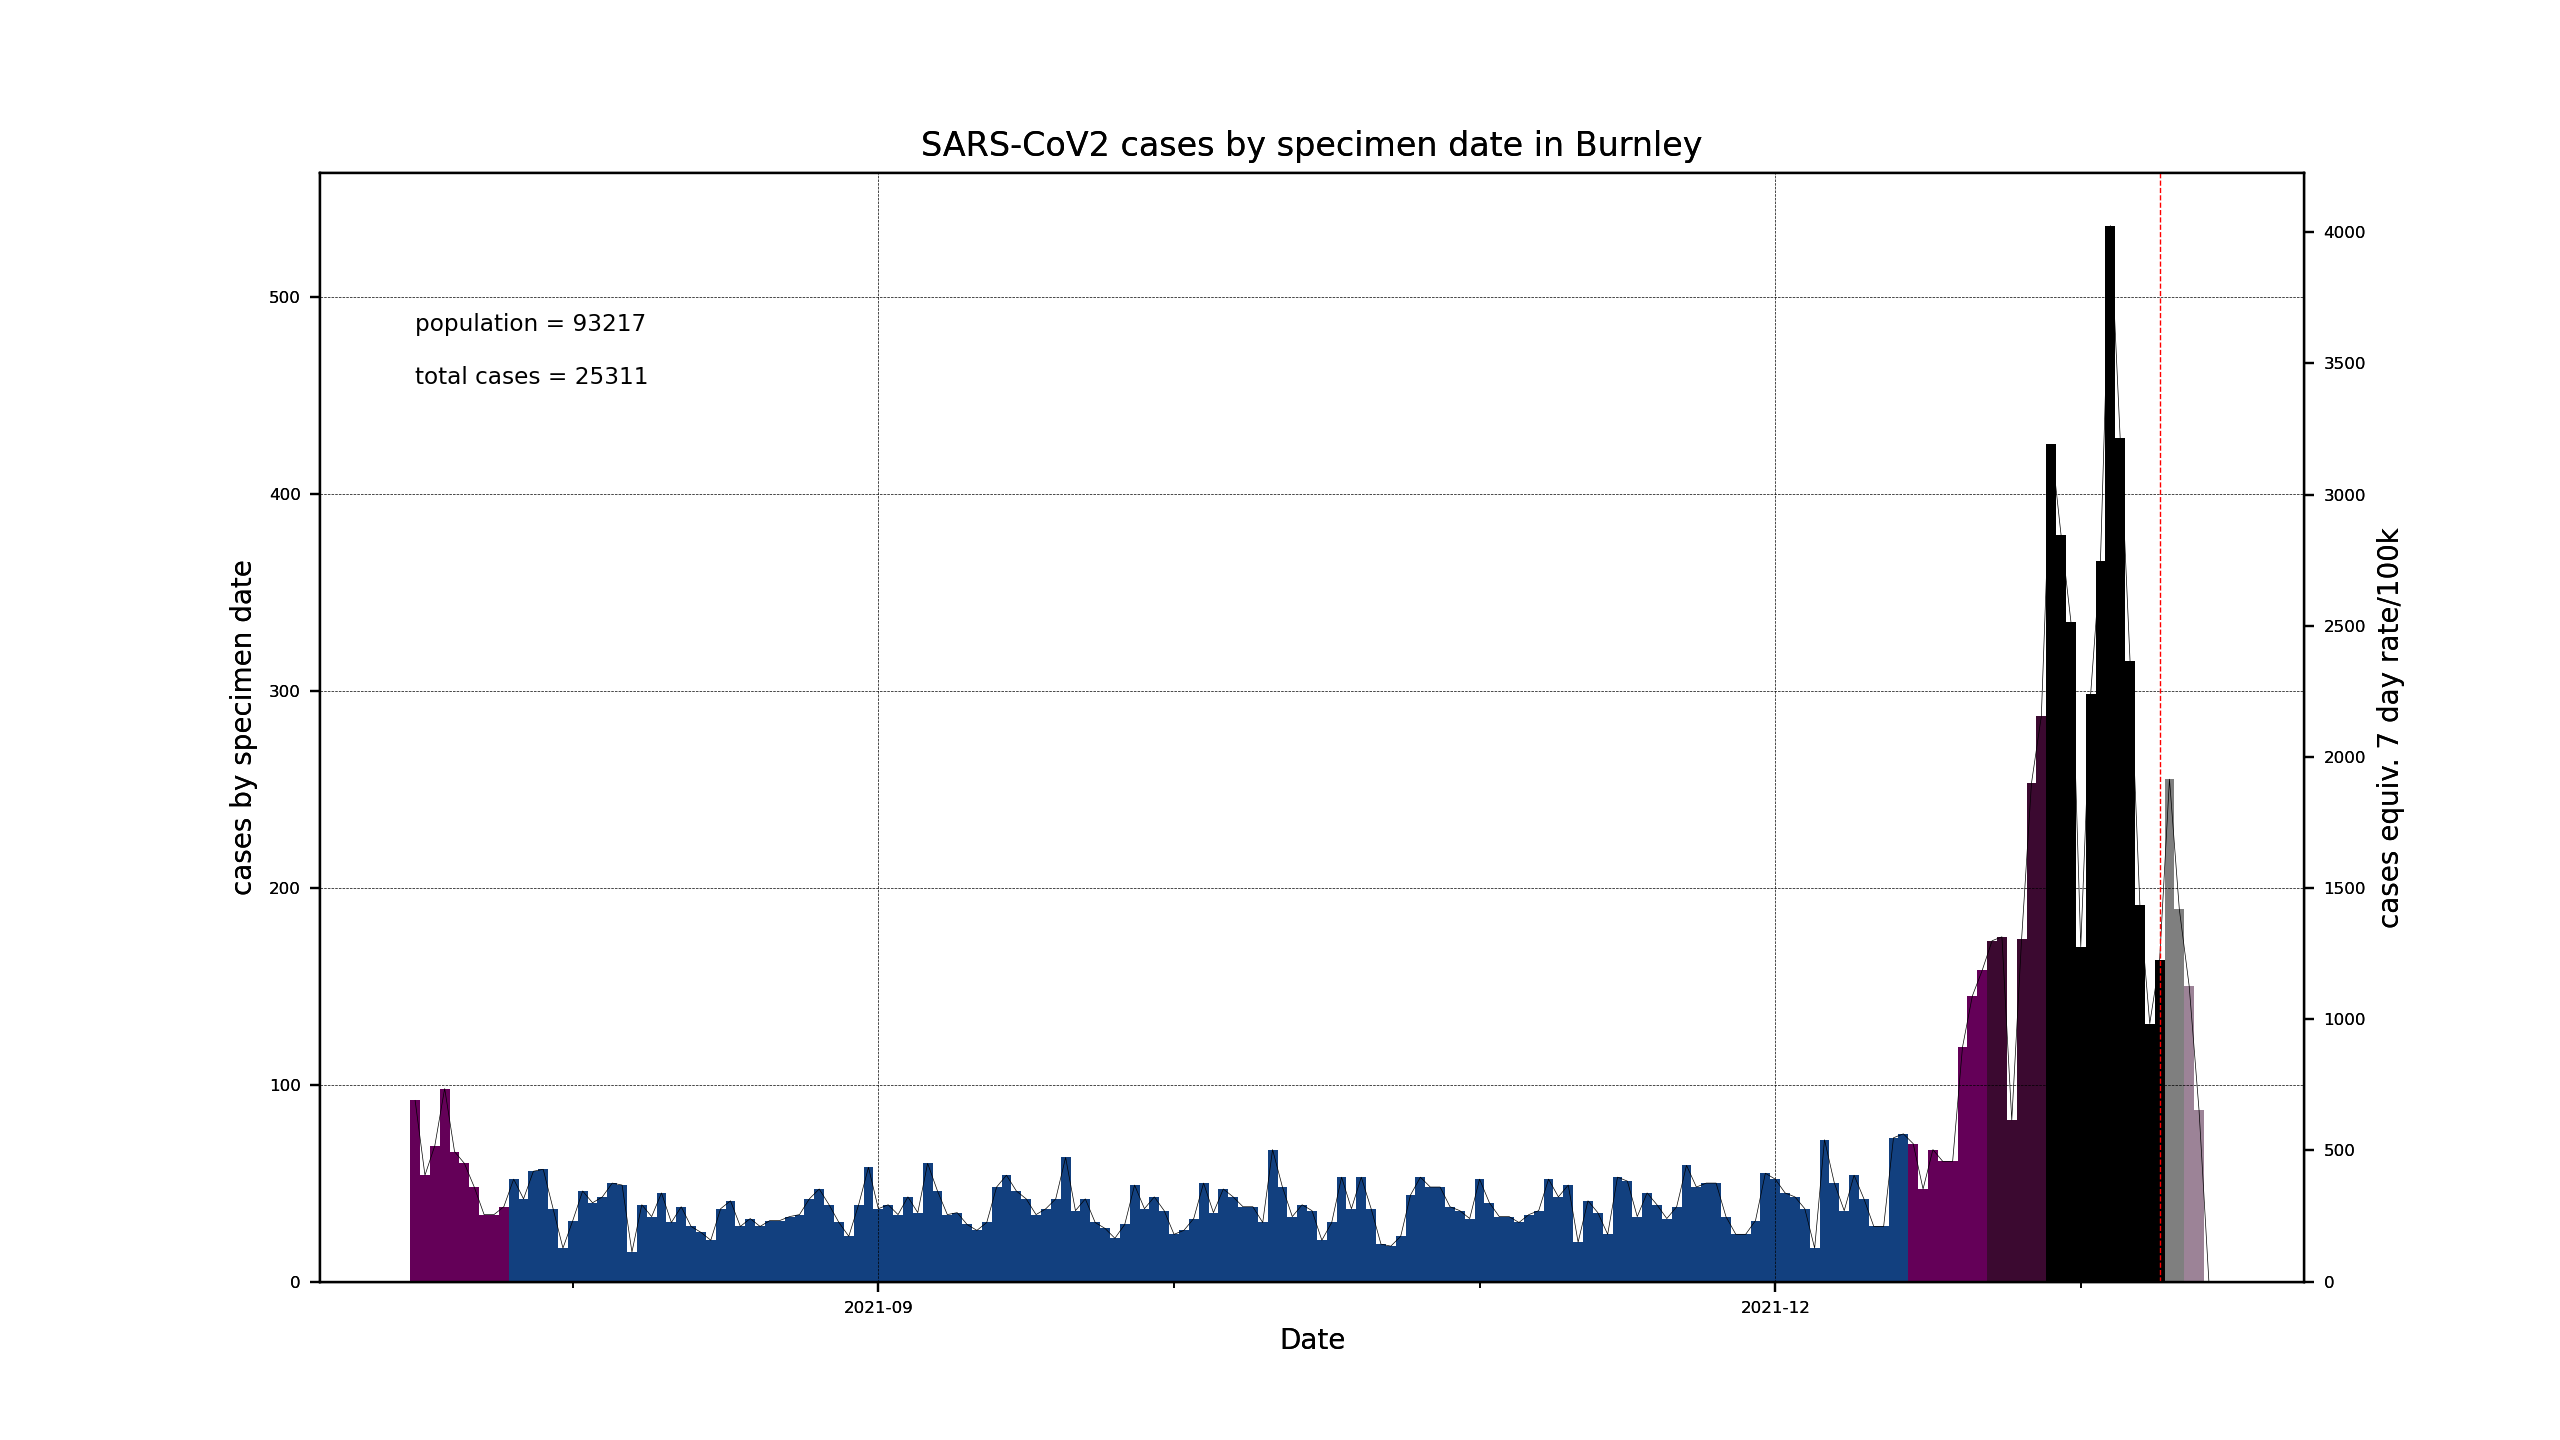 SARS-CoV2 cases by specimen date in Burnley
population = 93217
total cases = 25311
cases by specimen date
500
400
300
200
100
0
4000
3500
3000
2500
2000
1500
1000
500
0
cases equiv. 7 day rate/100k
2021-09
2021-12
Date